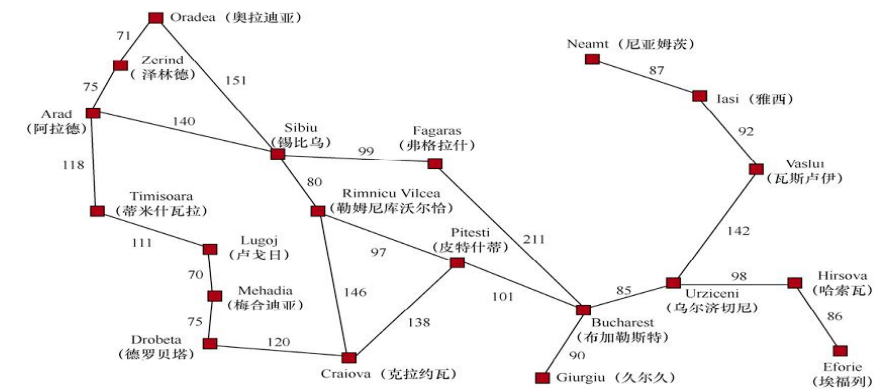 Oradea (奥拉迪亚)
71
Zerind
(泽林德)
75
151
Arad
(阿拉德)
140
118
Sibiu
(锡比乌)
99
Fagaras
(弗格拉什)
80
Timisoara
(蒂米什瓦拉)
111
Lugoj
(卢戈日)
70
Mehadia
(梅合迪亚)
75
Drobeta
(德罗贝塔)
120
Craiova (克拉约瓦)
Rimnicu Vilcea
(勒姆尼库沃尔恰)
97
146
138
Pitesti
(皮特什蒂)
211
101
Bucharest
(布加勒斯特)
90
Giurgiu (久尔久)
85
Urziceni
(乌尔济切尼)
98
Hirsova
(哈索瓦)
86
Eforie
(埃福列)
142
Vaslui
(瓦斯卢伊)
92
Iasi (雅西)
87
Neamt (尼亚姆茨)